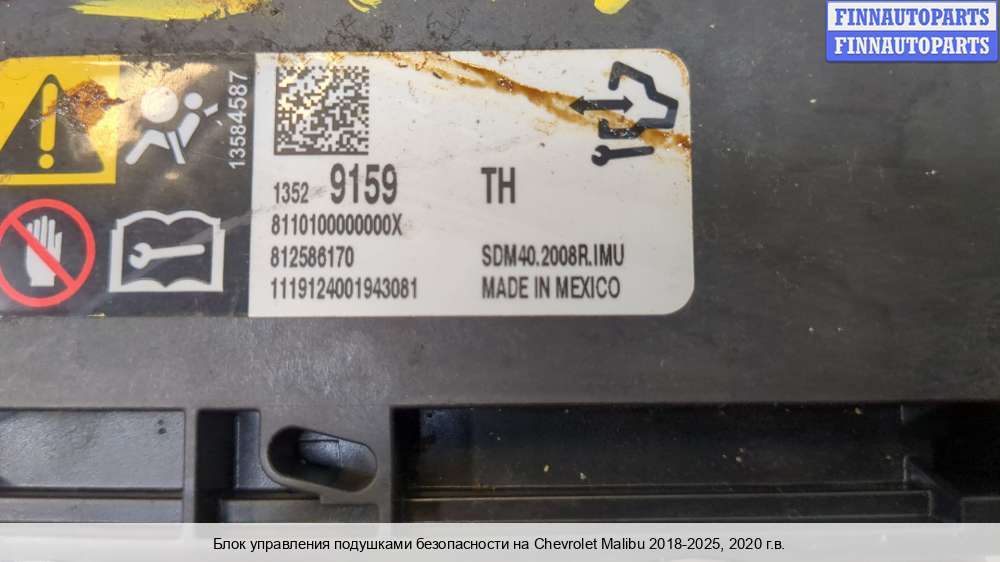 FINNAUTOPARTS
FINNAUTOPARTS
13584587
1352 9159 TH
8110100000000X
812586170 SDM40.2008R.IMU
1119124001943081 MADE IN MEXICO
Блок управления подушками безопасности на Chevrolet Malibu 2018-2025, 2020 г.в.